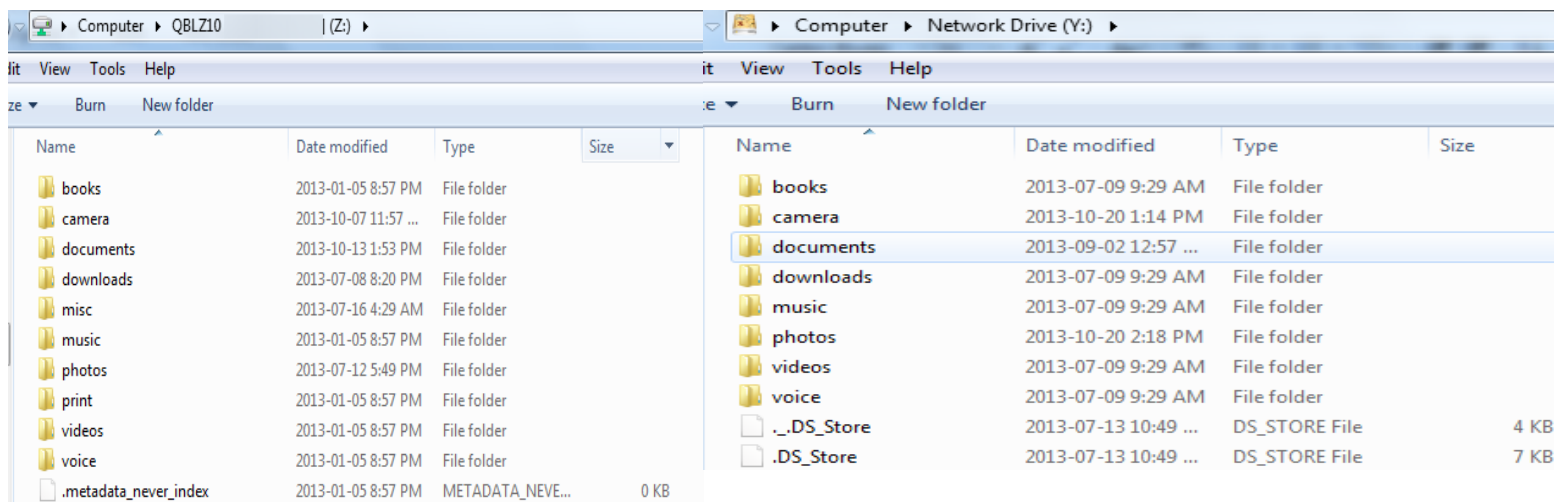 Computer QBLZ10 | (Z:)
dit View Tools Help
ze Burn New folder
Name Date modified Type Size
books 2013-01-05 8:57 PM File folder
camera 2013-10-07 11:57 ... File folder
documents 2013-10-13 1:53 PM File folder
downloads 2013-07-08 8:20 PM File folder
misc 2013-07-16 4:29 AM File folder
music 2013-01-05 8:57 PM File folder
photos 2013-07-12 5:49 PM File folder
print 2013-01-05 8:57 PM File folder
videos 2013-01-05 8:57 PM File folder
voice 2013-01-05 8:57 PM File folder
.metadata_never_index 2013-01-05 8:57 PM METADATA_NEVE... 0 KB
Computer Network Drive (Y:)
it View Tools Help
e Burn New folder
Name Date modified Type Size
books 2013-07-09 9:29 AM File folder
camera 2013-10-20 1:14 PM File folder
documents 2013-09-02 12:57 ... File folder
downloads 2013-07-09 9:29 AM File folder
music 2013-07-09 9:29 AM File folder
photos 2013-10-20 2:18 PM File folder
videos 2013-07-09 9:29 AM File folder
voice 2013-07-09 9:29 AM File folder
._.DS_Store 2013-07-13 10:49 ... DS_STORE File 4 KB
.DS_Store 2013-07-13 10:49 ... DS_STORE File 7 KB